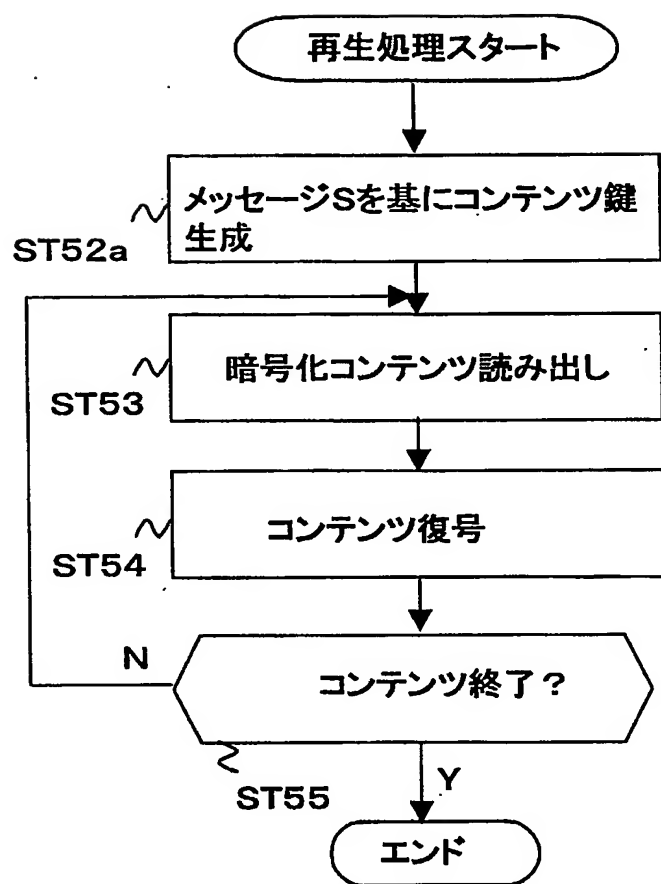 再生処理スタート
メッセージSを基にコンテンツ鍵
生成
ST52a
暗号化コンテンツ読み出し
ST53
コンテンツ復号
ST54
N
コンテンツ終了?
ST55
Y
エンド